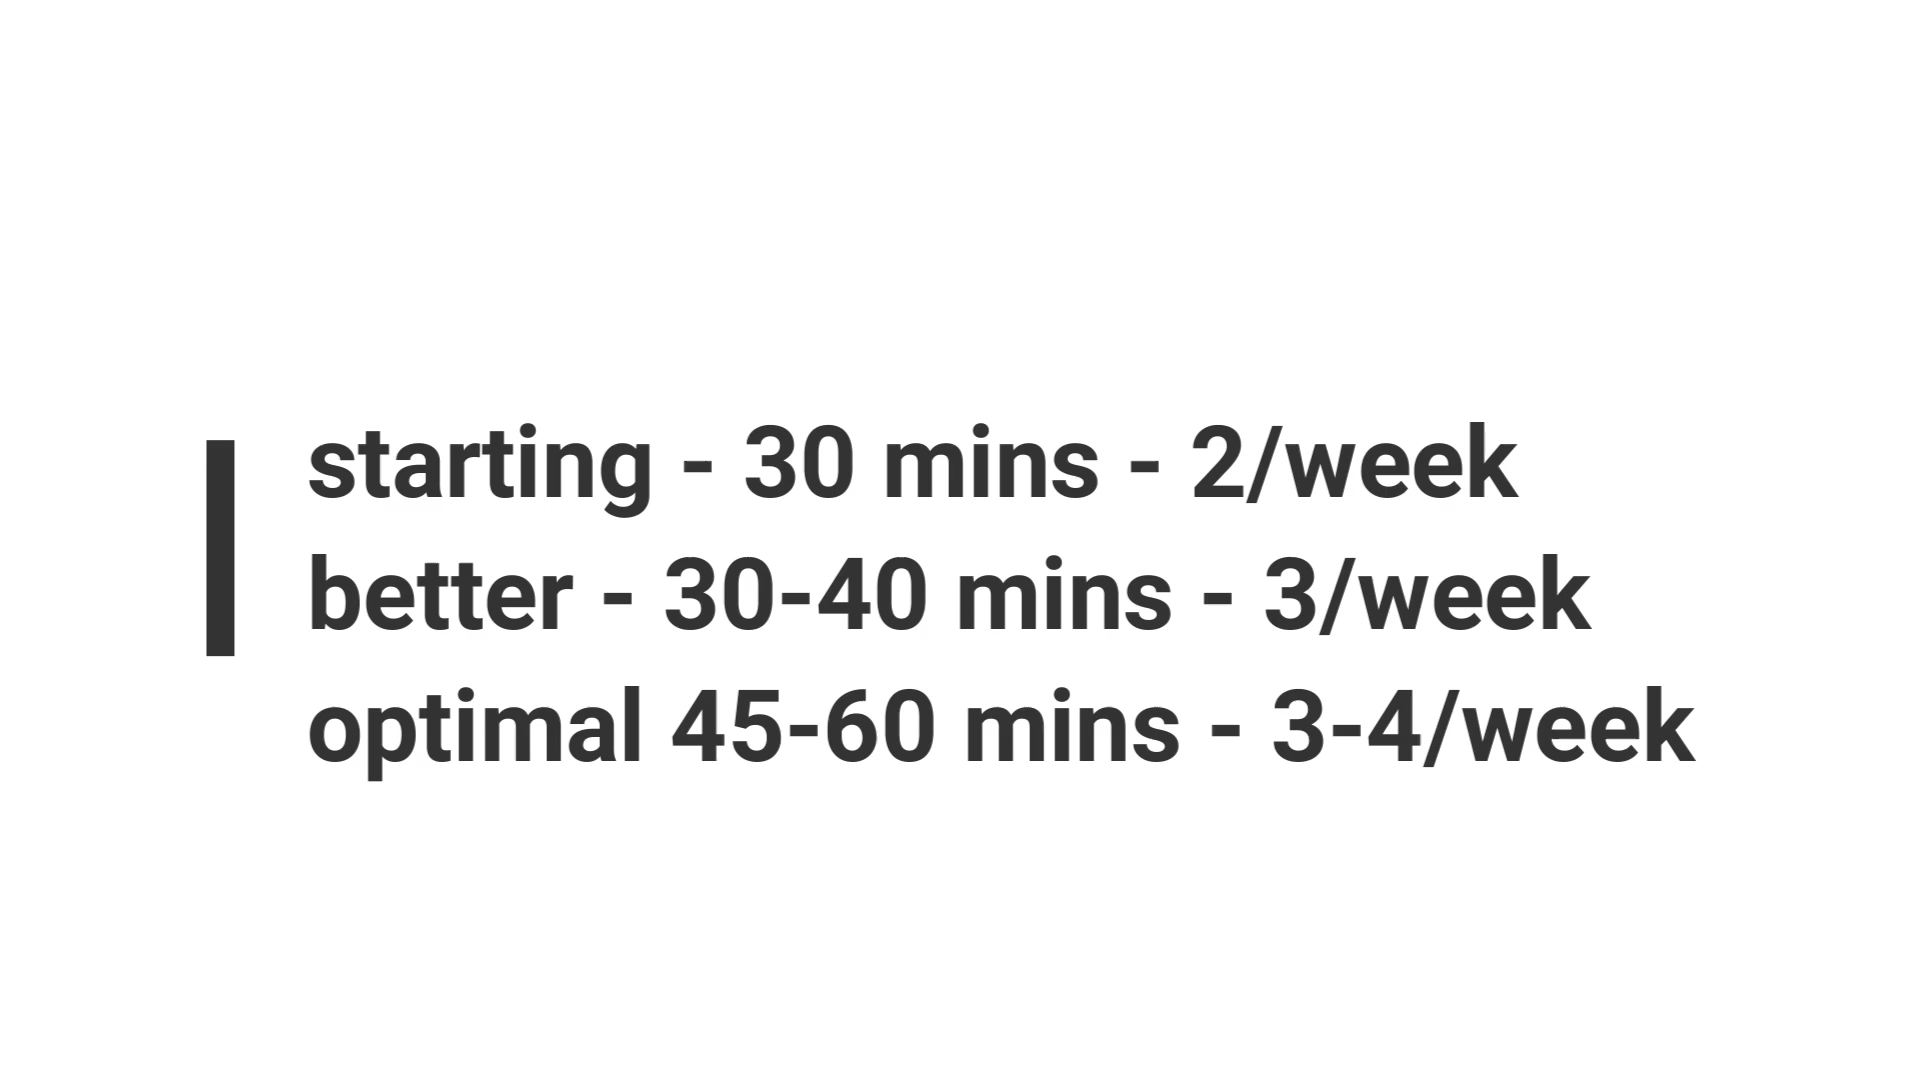 starting - 30 mins - 2/week
better - 30-40 mins - 3/week
optimal 45-60 mins - 3-4/week